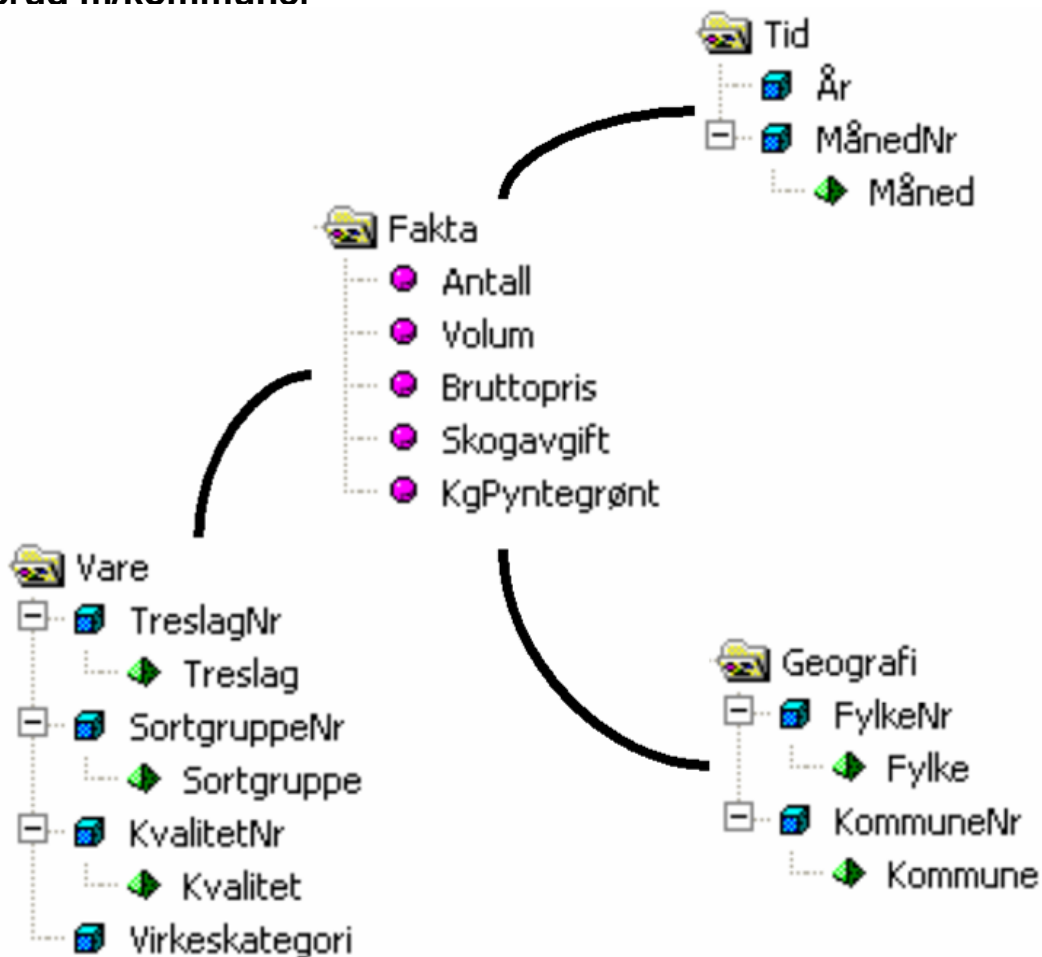 m/kommuner
Tid
År
MånedNr
Måned
Fakta
Antall
Volum
Bruttopris
Skogavgift
KgPyntegrønt
Vare
TreslagNr
Treslag
SortgruppeNr
Sortgruppe
KvalitetNr
Kvalitet
Virkeskategori
Geografi
FylkeNr
Fylke
KommuneNr
Kommune